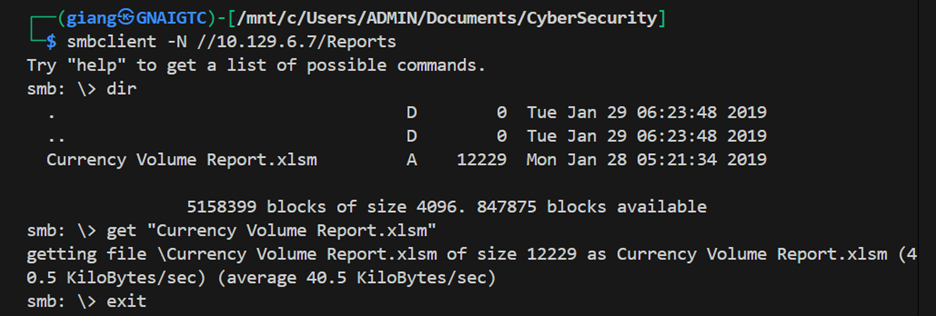 ┌──(giang㉿GNAIGTC)-[/mnt/c/Users/ADMIN/Documents/CyberSecurity]
└─$ smbclient -N //10.129.6.7/Reports
Try "help" to get a list of possible commands.
smb: \> dir
  .                                   D        0  Tue Jan 29 06:23:48 2019
  ..                                  D        0  Tue Jan 29 06:23:48 2019
  Currency Volume Report.xlsm         A    12229  Mon Jan 28 05:21:34 2019
                5158399 blocks of size 4096. 847875 blocks available
smb: \> get "Currency Volume Report.xlsm"
getting file \Currency Volume Report.xlsm of size 12229 as Currency Volume Report.xlsm (4
0.5 KiloBytes/sec) (average 40.5 KiloBytes/sec)
smb: \> exit